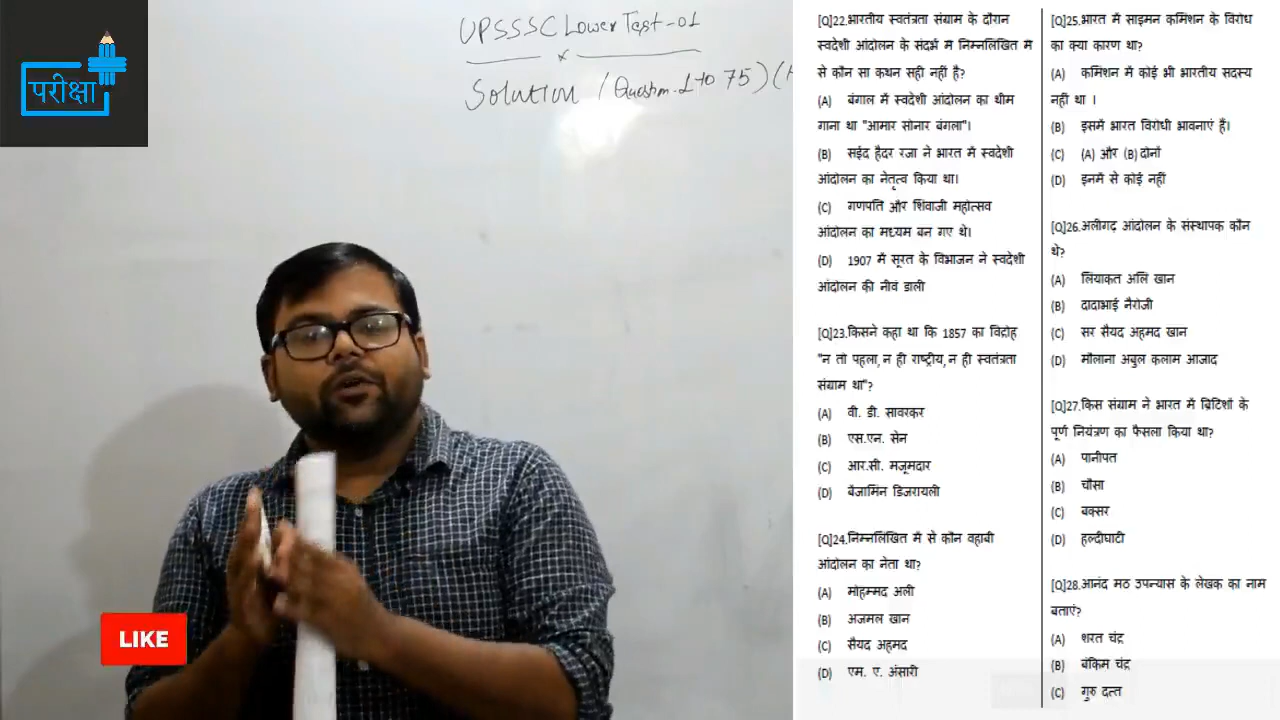 परीक्षा
UPSSSC Lower Test-01
Solution (Question-1 to 75)
LIKE
[Q]22.भारतीय स्वतंत्रता संग्राम के दौरान
स्वदेशी आंदोलन के संदर्भ में निम्नलिखित में
से कौन सा कथन सही नहीं है?
(A) बंगाल में स्वदेशी आंदोलन का थीम
गाना था "आमार सोनार बंगला"।
(B) सईद हैदर रजा ने भारत में स्वदेशी
आंदोलन का नेतृत्व किया था।
(C) गणपति और शिवाजी महोत्सव
आंदोलन का मध्यम बन गए थे।
(D) 1907 में सूरत के विभाजन ने स्वदेशी
आंदोलन की नीवं डाली
[Q]23.किसने कहा था कि 1857 का विद्रोह
"न तो पहला, न ही राष्ट्रीय, न ही स्वतंत्रता
संग्राम था"?
(A) वी. डी. सावरकर
(B) एस.एन. सेन
(C) आर.सी. मजूमदार
(D) बेंजामिन डिजरायली
[Q]24.निम्नलिखित में से कौन वहाबी
आंदोलन का नेता था?
(A) मोहम्मद अली
(B) अजमल खान
(C) सैयद अहमद
(D) एम. ए. अंसारी
[Q]25.भारत में साइमन कमिशन के विरोध
का क्या कारण था?
(A) कमिशन में कोई भी भारतीय सदस्य
नहीं था ।
(B) इसमें भारत विरोधी भावनाएं हैं।
(C) (A) और (B) दोनों
(D) इनमें से कोई नहीं
[Q]26.अलीगढ़ आंदोलन के संस्थापक कौन
थे?
(A) लियाकत अलि खान
(B) दादाभाई नैरोजी
(C) सर सैयद अहमद खान
(D) मौलाना अबुल कलाम आजाद
[Q]27.किस संग्राम ने भारत में ब्रिटिशों के
पूर्ण नियंत्रण का फैसला किया था?
(A) पानीपत
(B) चौसा
(C) बक्सर
(D) हल्दीघाटी
[Q]28.आनंद मठ उपन्यास के लेखक का नाम
बताएं?
(A) शरत चंद्र
(B) बंकिम चंद्र
(C) गुरु दत्त